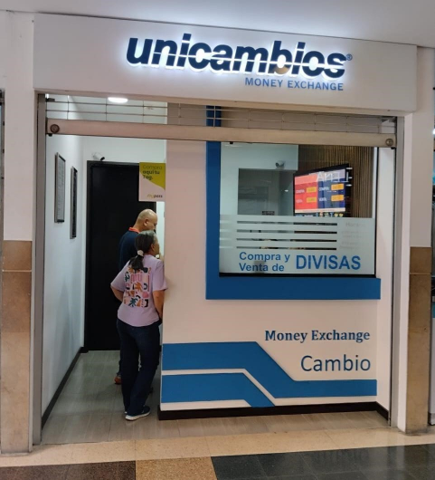 unicambios®
MONEY EXCHANGE
Compra y
Venta de DIVISAS
Money Exchange
Cambio